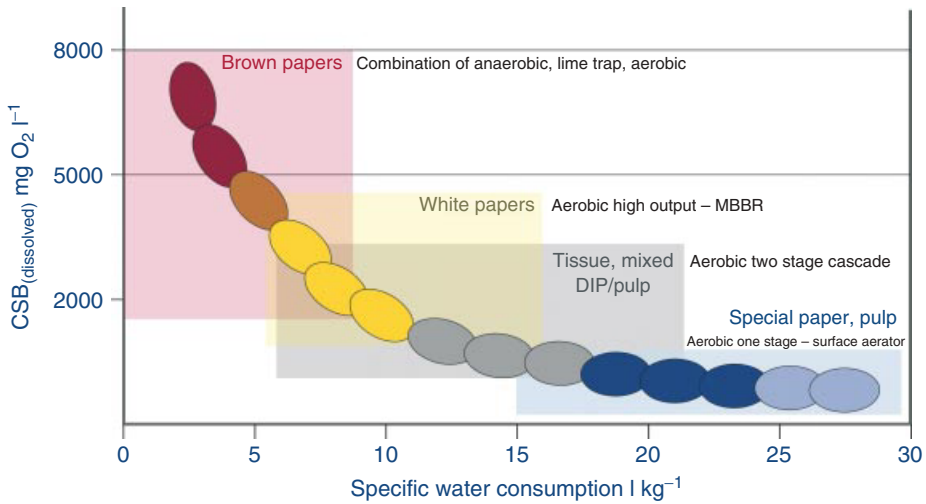 8000
5000
2000
CSB(dissolved) mg O2 l−1
Brown papers
Combination of anaerobic, lime trap, aerobic
White papers
Aerobic high output – MBBR
Tissue, mixed
DIP/pulp
Aerobic two stage cascade
Special paper, pulp
Aerobic one stage – surface aerator
0 5 10 15 20 25 30
Specific water consumption l kg−1